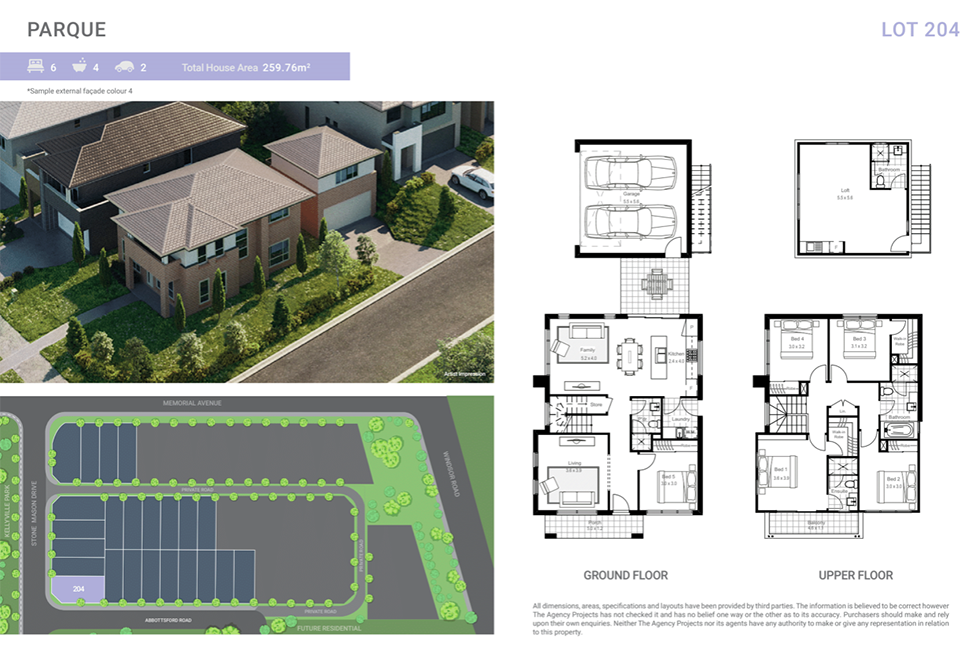 PARQUE
LOT 204
6 4 2 Total House Area 259.76m²
*Sample external façade colour 4
Artist Impression
MEMORIAL AVENUE
WINDSOR ROAD
KELLYVILLE PARK
STONE MASON DRIVE
PRIVATE ROAD
PRIVATE ROAD
204
PRIVATE ROAD
ABBOTTSFORD ROAD
FUTURE RESIDENTIAL
Garage
5.5 x 5.6
Family
5.2 x 4.0
Kitchen
2.6 x 4.0
Store
Laundry
Living
3.6 x 3.9
Bed 5
3.0 x 3.0
Porch
GROUND FLOOR
Loft
5.5 x 5.6
Bathroom
Bed 4
3.0 x 3.2
Bed 3
3.1 x 3.2
Walk-in
Robe
Bathroom
Walk-in
Robe
Bed 1
3.6 x 3.9
Ensuite
Bed 2
3.0 x 3.0
Balcony
UPPER FLOOR
All dimensions, areas, specifications and layouts have been provided by third parties. The information is believed to be correct however
The Agency Projects has not checked it and has no belief one way or the other as to its accuracy. Purchasers should make and rely
upon their own enquiries. Neither The Agency Projects nor its agents have any authority to make or give any representation in relation
to this property.